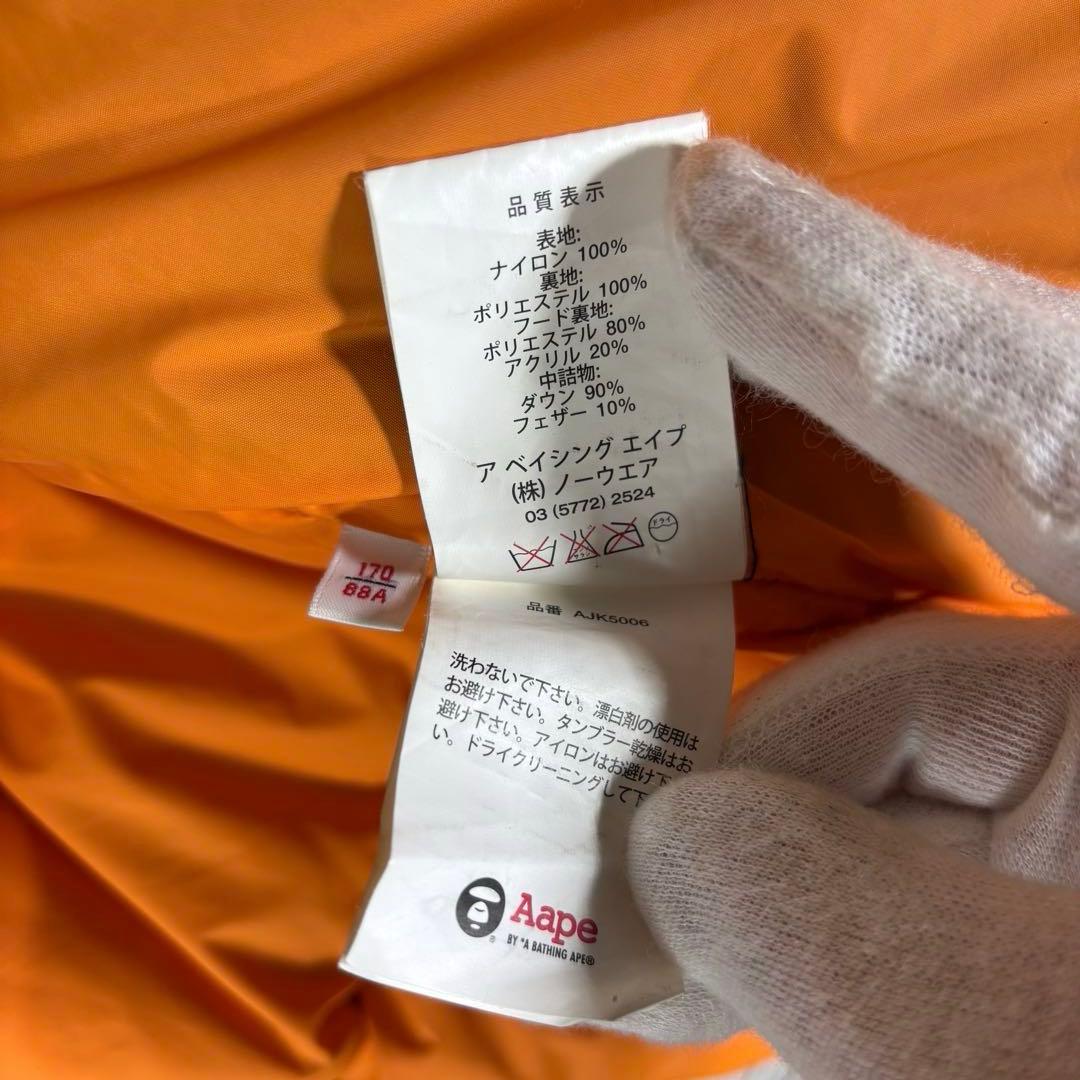 品質表示
表地:
ナイロン 100%
裏地:
ポリエステル 100%
フード裏地:
ポリエステル 80%
アクリル 20%
中詰物:
ダウン 90%
フェザー 10%
ア ベイシング エイプ
(株) ノーウエア
03 (5772) 2524
ドライ
170
88A
品番 AJK5006
洗わないで下さい。漂白剤の使用は
お避け下さい。タンブラー乾燥はお
避け下さい。アイロンはお避け下
い。ドライクリーニングして下
Aape
BY *A BATHING APE®